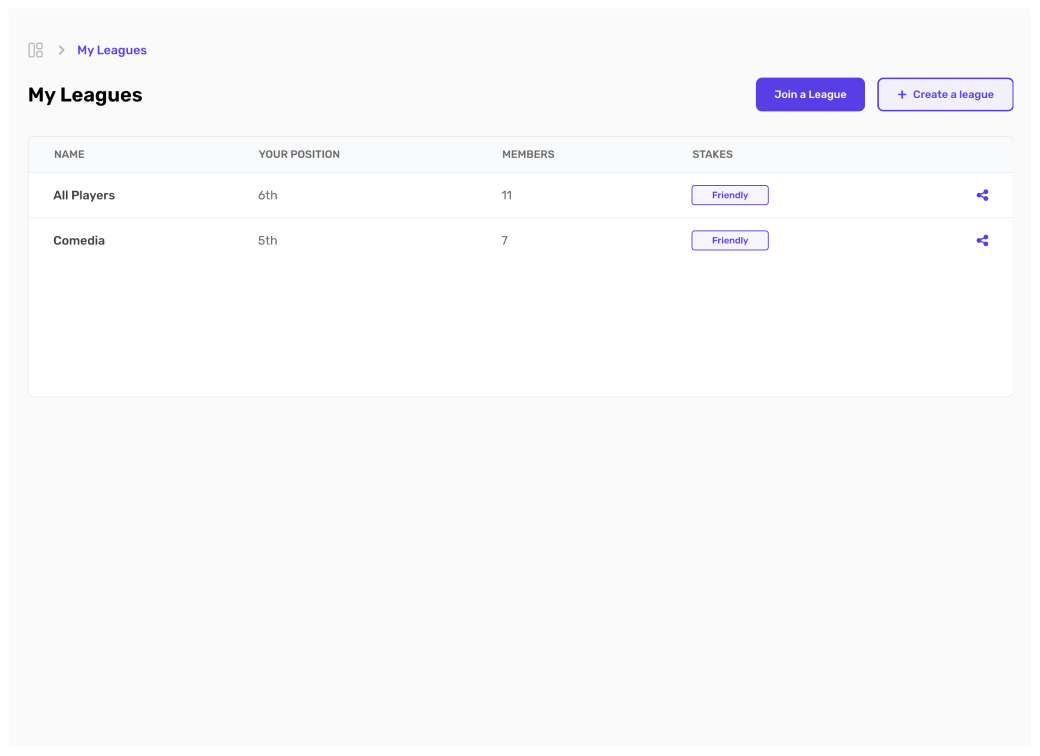 My Leagues
My Leagues
Join a League
+ Create a league
NAME YOUR POSITION MEMBERS STAKES
All Players 6th 11 Friendly
Comedia 5th 7 Friendly